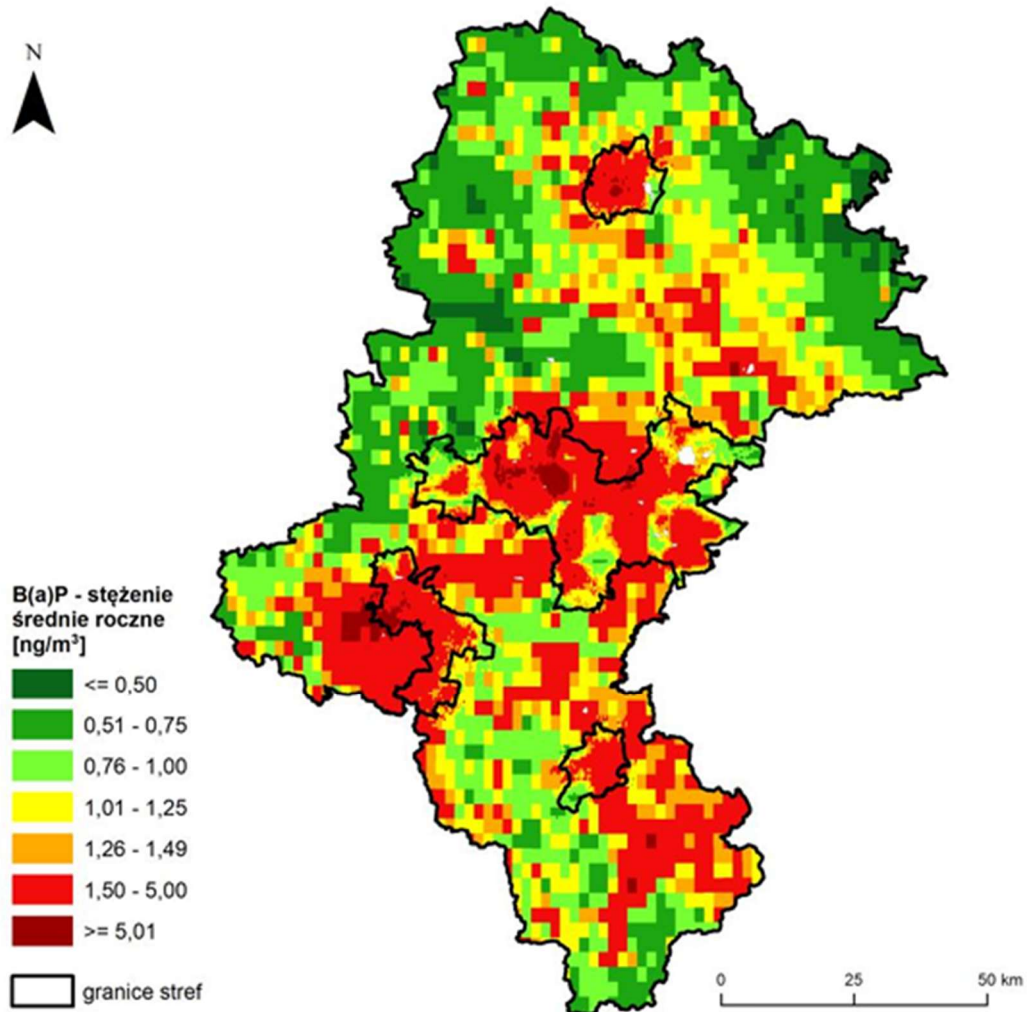 N
B(a)P - stężenie
średnie roczne
[ng/m³]
<= 0,50
0,51 - 0,75
0,76 - 1,00
1,01 - 1,25
1,26 - 1,49
1,50 - 5,00
>= 5,01
granice stref
0 25 50 km